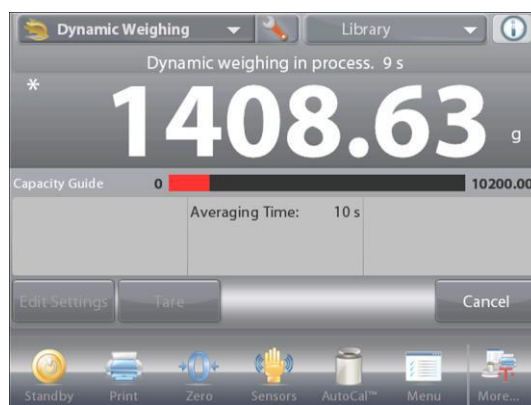 Dynamic Weighing
Library
Dynamic weighing in process. 9 s
* 1408.63 g
Capacity Guide 0 10200.00
Averaging Time: 10 s
Edit Settings Tare Cancel
Standby Print Zero Sensors AutoCal™ Menu More...